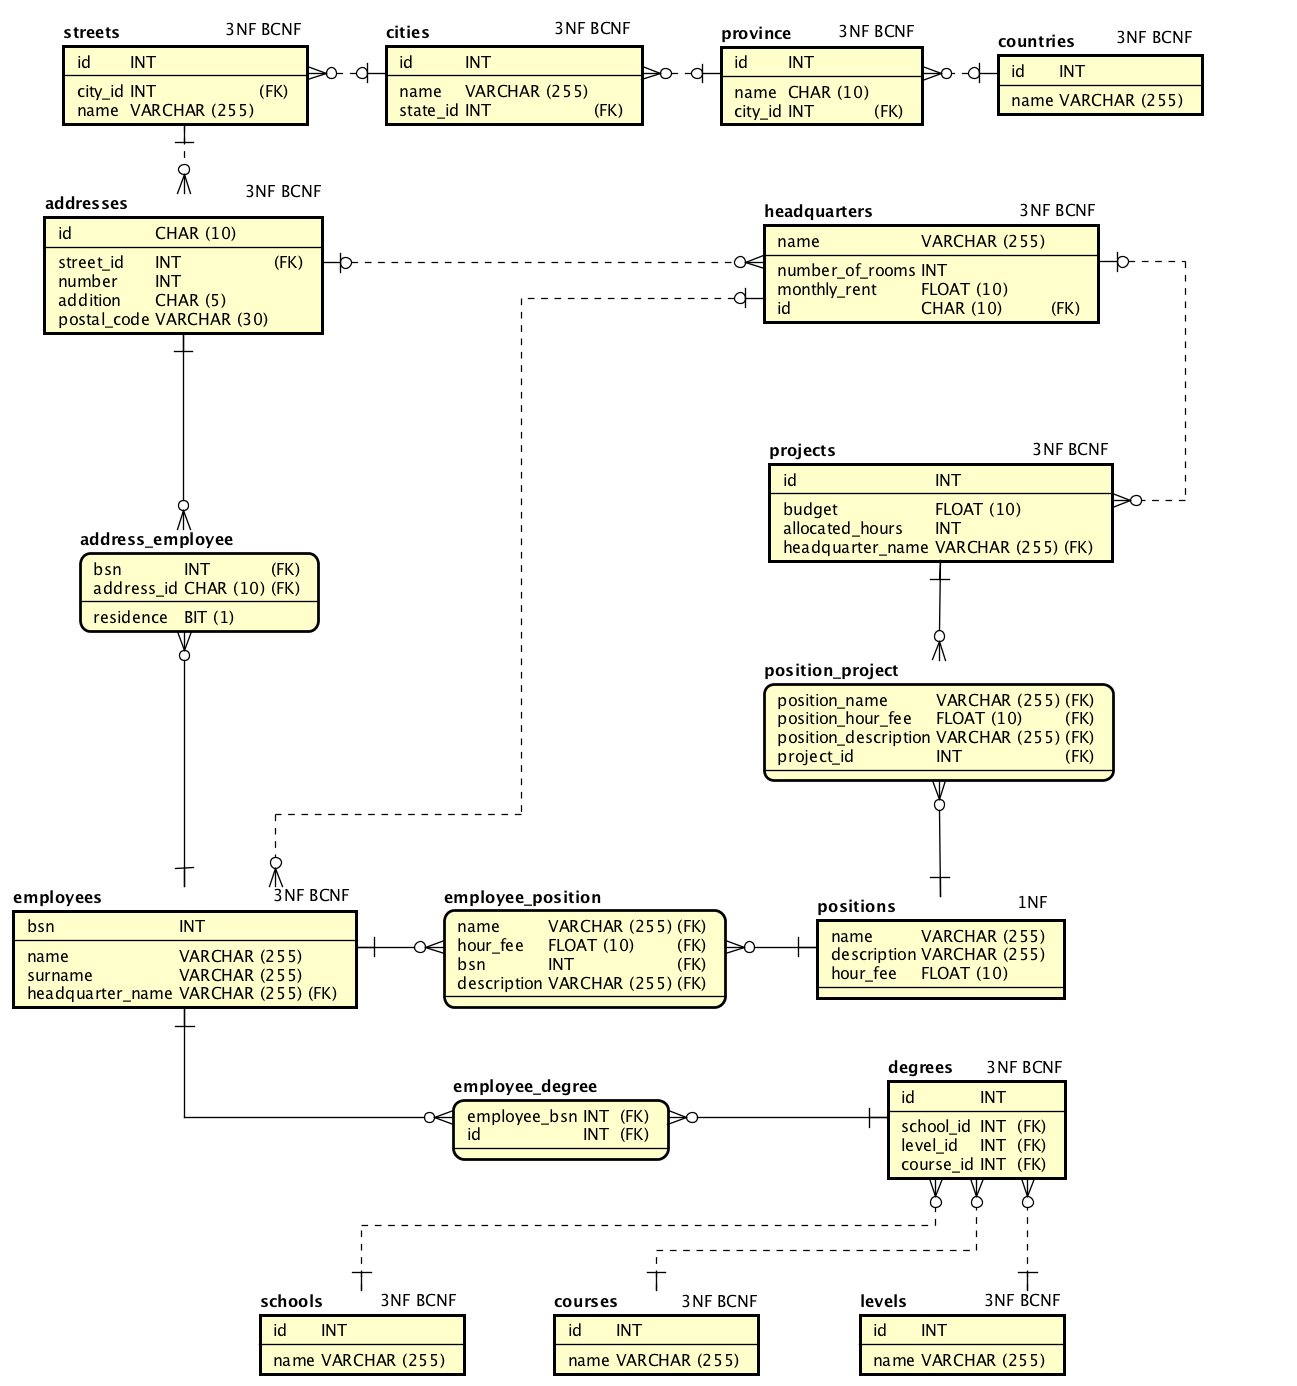 streets 3NF BCNF
id INT
city_id INT (FK)
name VARCHAR (255)
cities 3NF BCNF
id INT
name VARCHAR (255)
state_id INT (FK)
province 3NF BCNF
id INT
name CHAR (10)
city_id INT (FK)
countries 3NF BCNF
id INT
name VARCHAR (255)
addresses 3NF BCNF
id CHAR (10)
street_id INT (FK)
number INT
addition CHAR (5)
postal_code VARCHAR (30)
headquarters 3NF BCNF
name VARCHAR (255)
number_of_rooms INT
monthly_rent FLOAT (10)
id CHAR (10) (FK)
projects 3NF BCNF
id INT
budget FLOAT (10)
allocated_hours INT
headquarter_name VARCHAR (255) (FK)
address_employee
bsn INT (FK)
address_id CHAR (10) (FK)
residence BIT (1)
position_project
position_name VARCHAR (255) (FK)
position_hour_fee FLOAT (10) (FK)
position_description VARCHAR (255) (FK)
project_id INT (FK)
employees 3NF BCNF
bsn INT
name VARCHAR (255)
surname VARCHAR (255)
headquarter_name VARCHAR (255) (FK)
employee_position
name VARCHAR (255) (FK)
hour_fee FLOAT (10) (FK)
bsn INT (FK)
description VARCHAR (255) (FK)
positions 1NF
name VARCHAR (255)
description VARCHAR (255)
hour_fee FLOAT (10)
employee_degree
employee_bsn INT (FK)
id INT (FK)
degrees 3NF BCNF
id INT
school_id INT (FK)
level_id INT (FK)
course_id INT (FK)
schools 3NF BCNF
id INT
name VARCHAR (255)
courses 3NF BCNF
id INT
name VARCHAR (255)
levels 3NF BCNF
id INT
name VARCHAR (255)